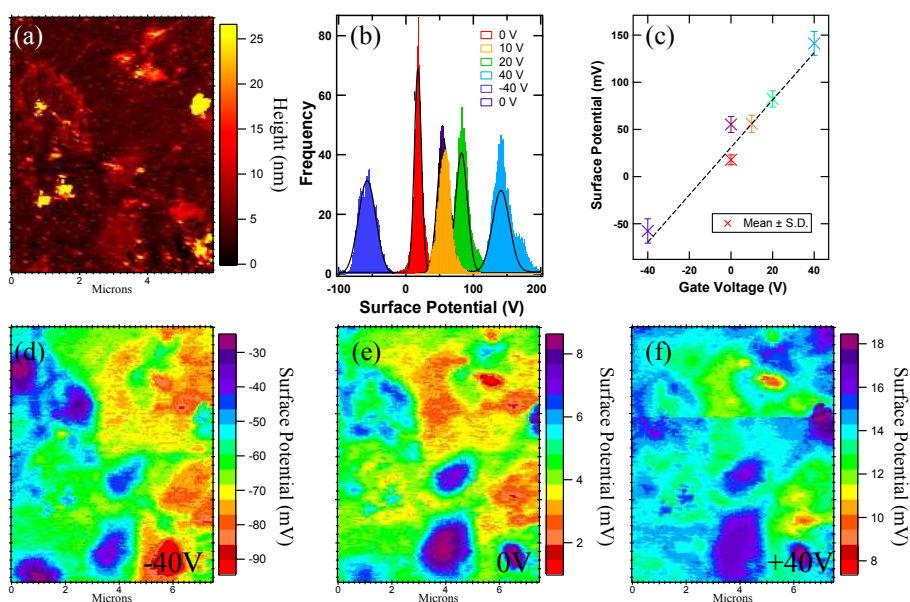 (a)
25
20
15
10
5
0
Height (nm)
0 2 4
Microns
(b)
Frequency
80
60
40
20
0
0 V
10 V
20 V
40 V
-40 V
0 V
-100 0 100 200
Surface Potential (V)
(c)
Surface Potential (mV)
150
100
50
0
-50
Mean ± S.D.
-40 -20 0 20 40
Gate Voltage (V)
(d)
-40V
-30
-40
-50
-60
-70
-80
-90
Surface Potential (mV)
0 2 4 6
Microns
(e)
0V
8
6
4
2
Surface Potential (mV)
0 2 4 6
Microns
(f)
+40V
18
16
14
12
10
8
Surface Potential (mV)
0 2 4 6
Microns